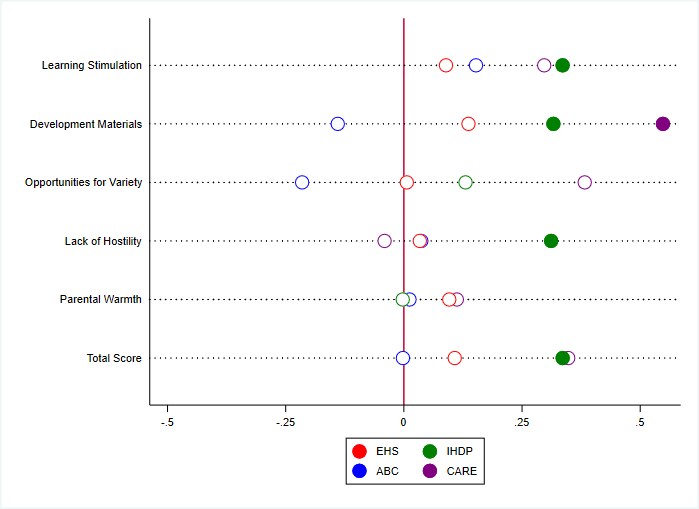 Learning Stimulation
Development Materials
Opportunities for Variety
Lack of Hostility
Parental Warmth
Total Score
-.5 -.25 0 .25 .5
EHS IHDP
ABC CARE